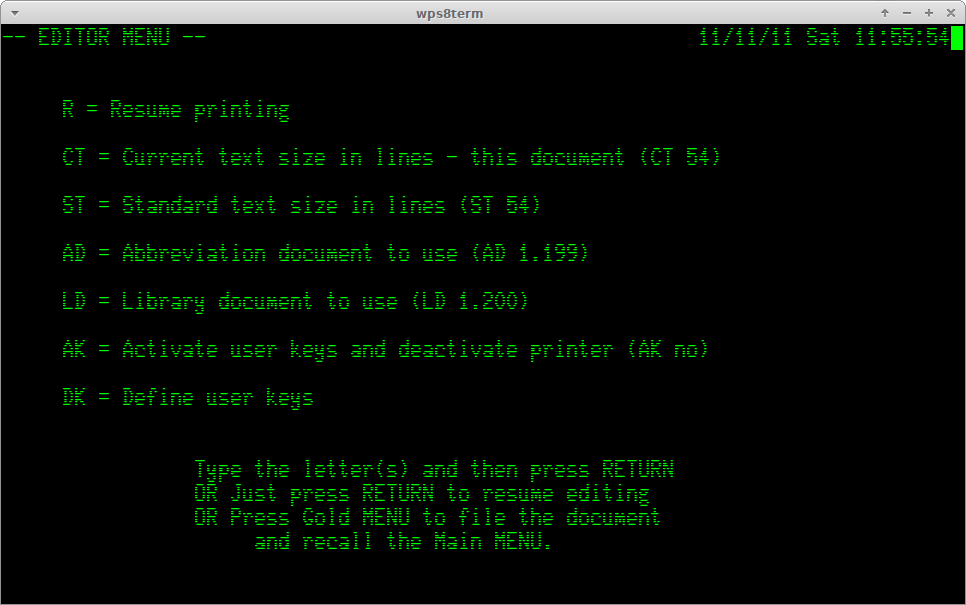 wps8term
-- EDITOR MENU -- 11/11/11 Sat 11:55:54
R = Resume printing
CT = Current text size in lines - this document (CT 54)
ST = Standard text size in lines (ST 54)
AD = Abbreviation document to use (AD 1.199)
LD = Library document to use (LD 1.200)
AK = Activate user keys and deactivate printer (AK no)
DK = Define user keys
Type the letter(s) and then press RETURN
OR Just press RETURN to resume editing
OR Press Gold MENU to file the document
and recall the Main MENU.